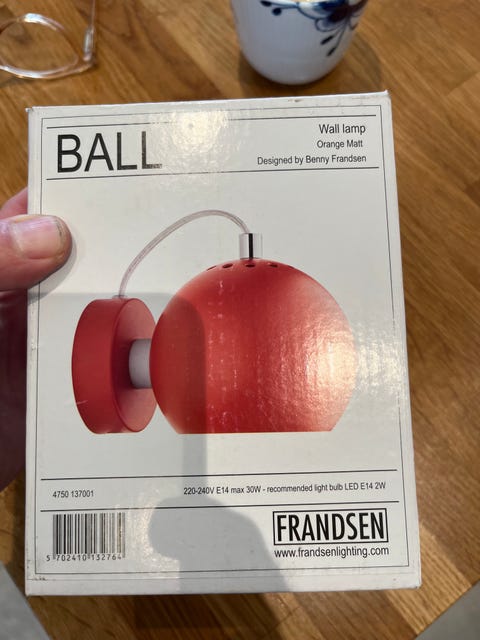 BALL
Wall lamp
Orange Matt
Designed by Benny Frandsen
4750 137001
220-240V E14 max 30W - recommended light bulb LED E14 2W
5 702410 132764
FRANDSEN
www.frandsenlighting.com